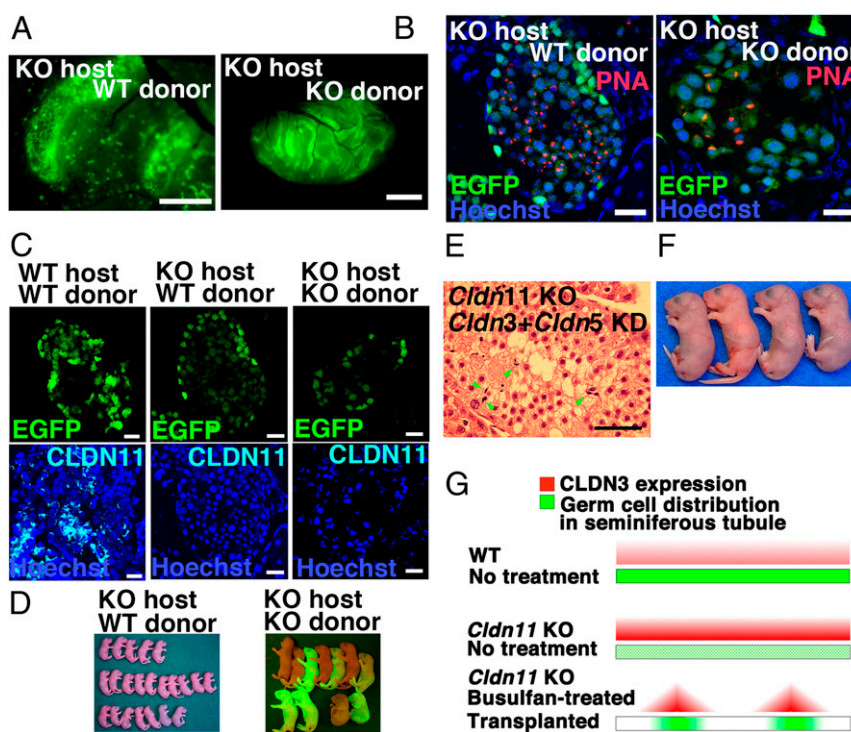 A
KO host
WT donor
KO host
KO donor
B
KO host
WT donor
PNA
EGFP
Hoechst
KO host
KO donor
PNA
EGFP
Hoechst
C
WT host
WT donor
KO host
WT donor
KO host
KO donor
EGFP
EGFP
EGFP
CLDN11
CLDN11
CLDN11
Hoechst
Hoechst
Hoechst
D
KO host
WT donor
KO host
KO donor
E
Cldn11 KO
Cldn3+Cldn5 KD
F
G
CLDN3 expression
Germ cell distribution
in seminiferous tubule
WT
No treatment
Cldn11 KO
No treatment
Cldn11 KO
Busulfan-treated
Transplanted